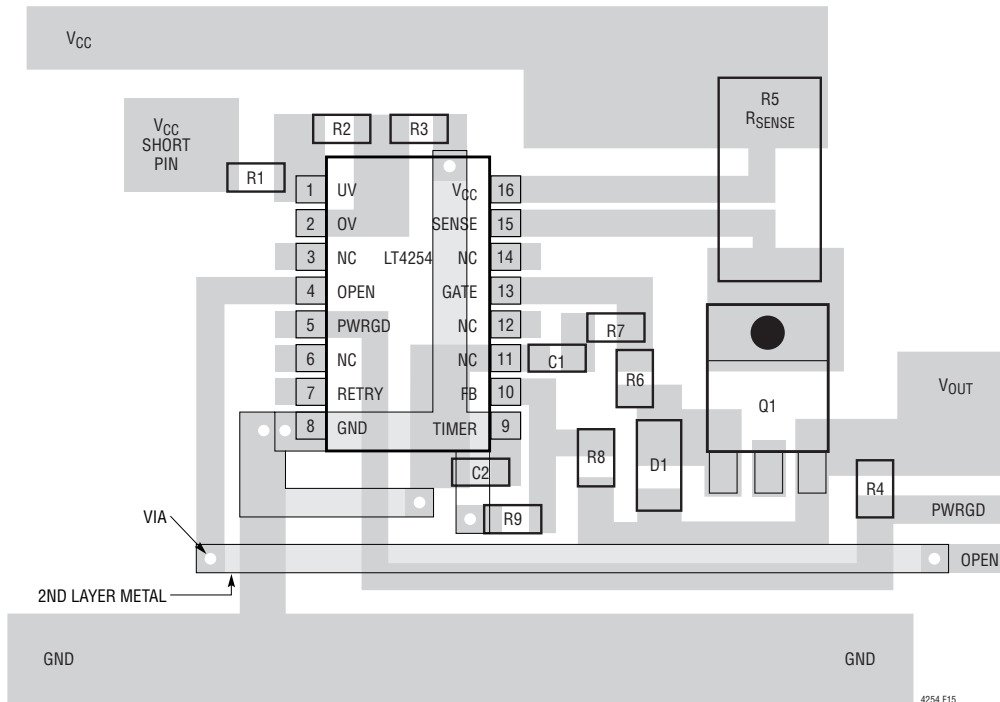 VCC
VCC
SHORT
PIN
R1
R2
R3
R5
RSENSE
1 UV
2 OV
3 NC
4 OPEN
5 PWRGD
6 NC
7 RETRY
8 GND
LT4254
VCC 16
SENSE 15
NC 14
GATE 13
NC 12
NC 11
FB 10
TIMER 9
R7
C1
R6
Q1
VOUT
R8
D1
C2
R4
R9
PWRGD
VIA
OPEN
2ND LAYER METAL
GND
GND
4254 F15